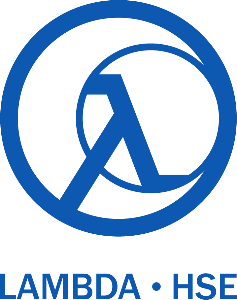 λ
LAMBDA • HSE